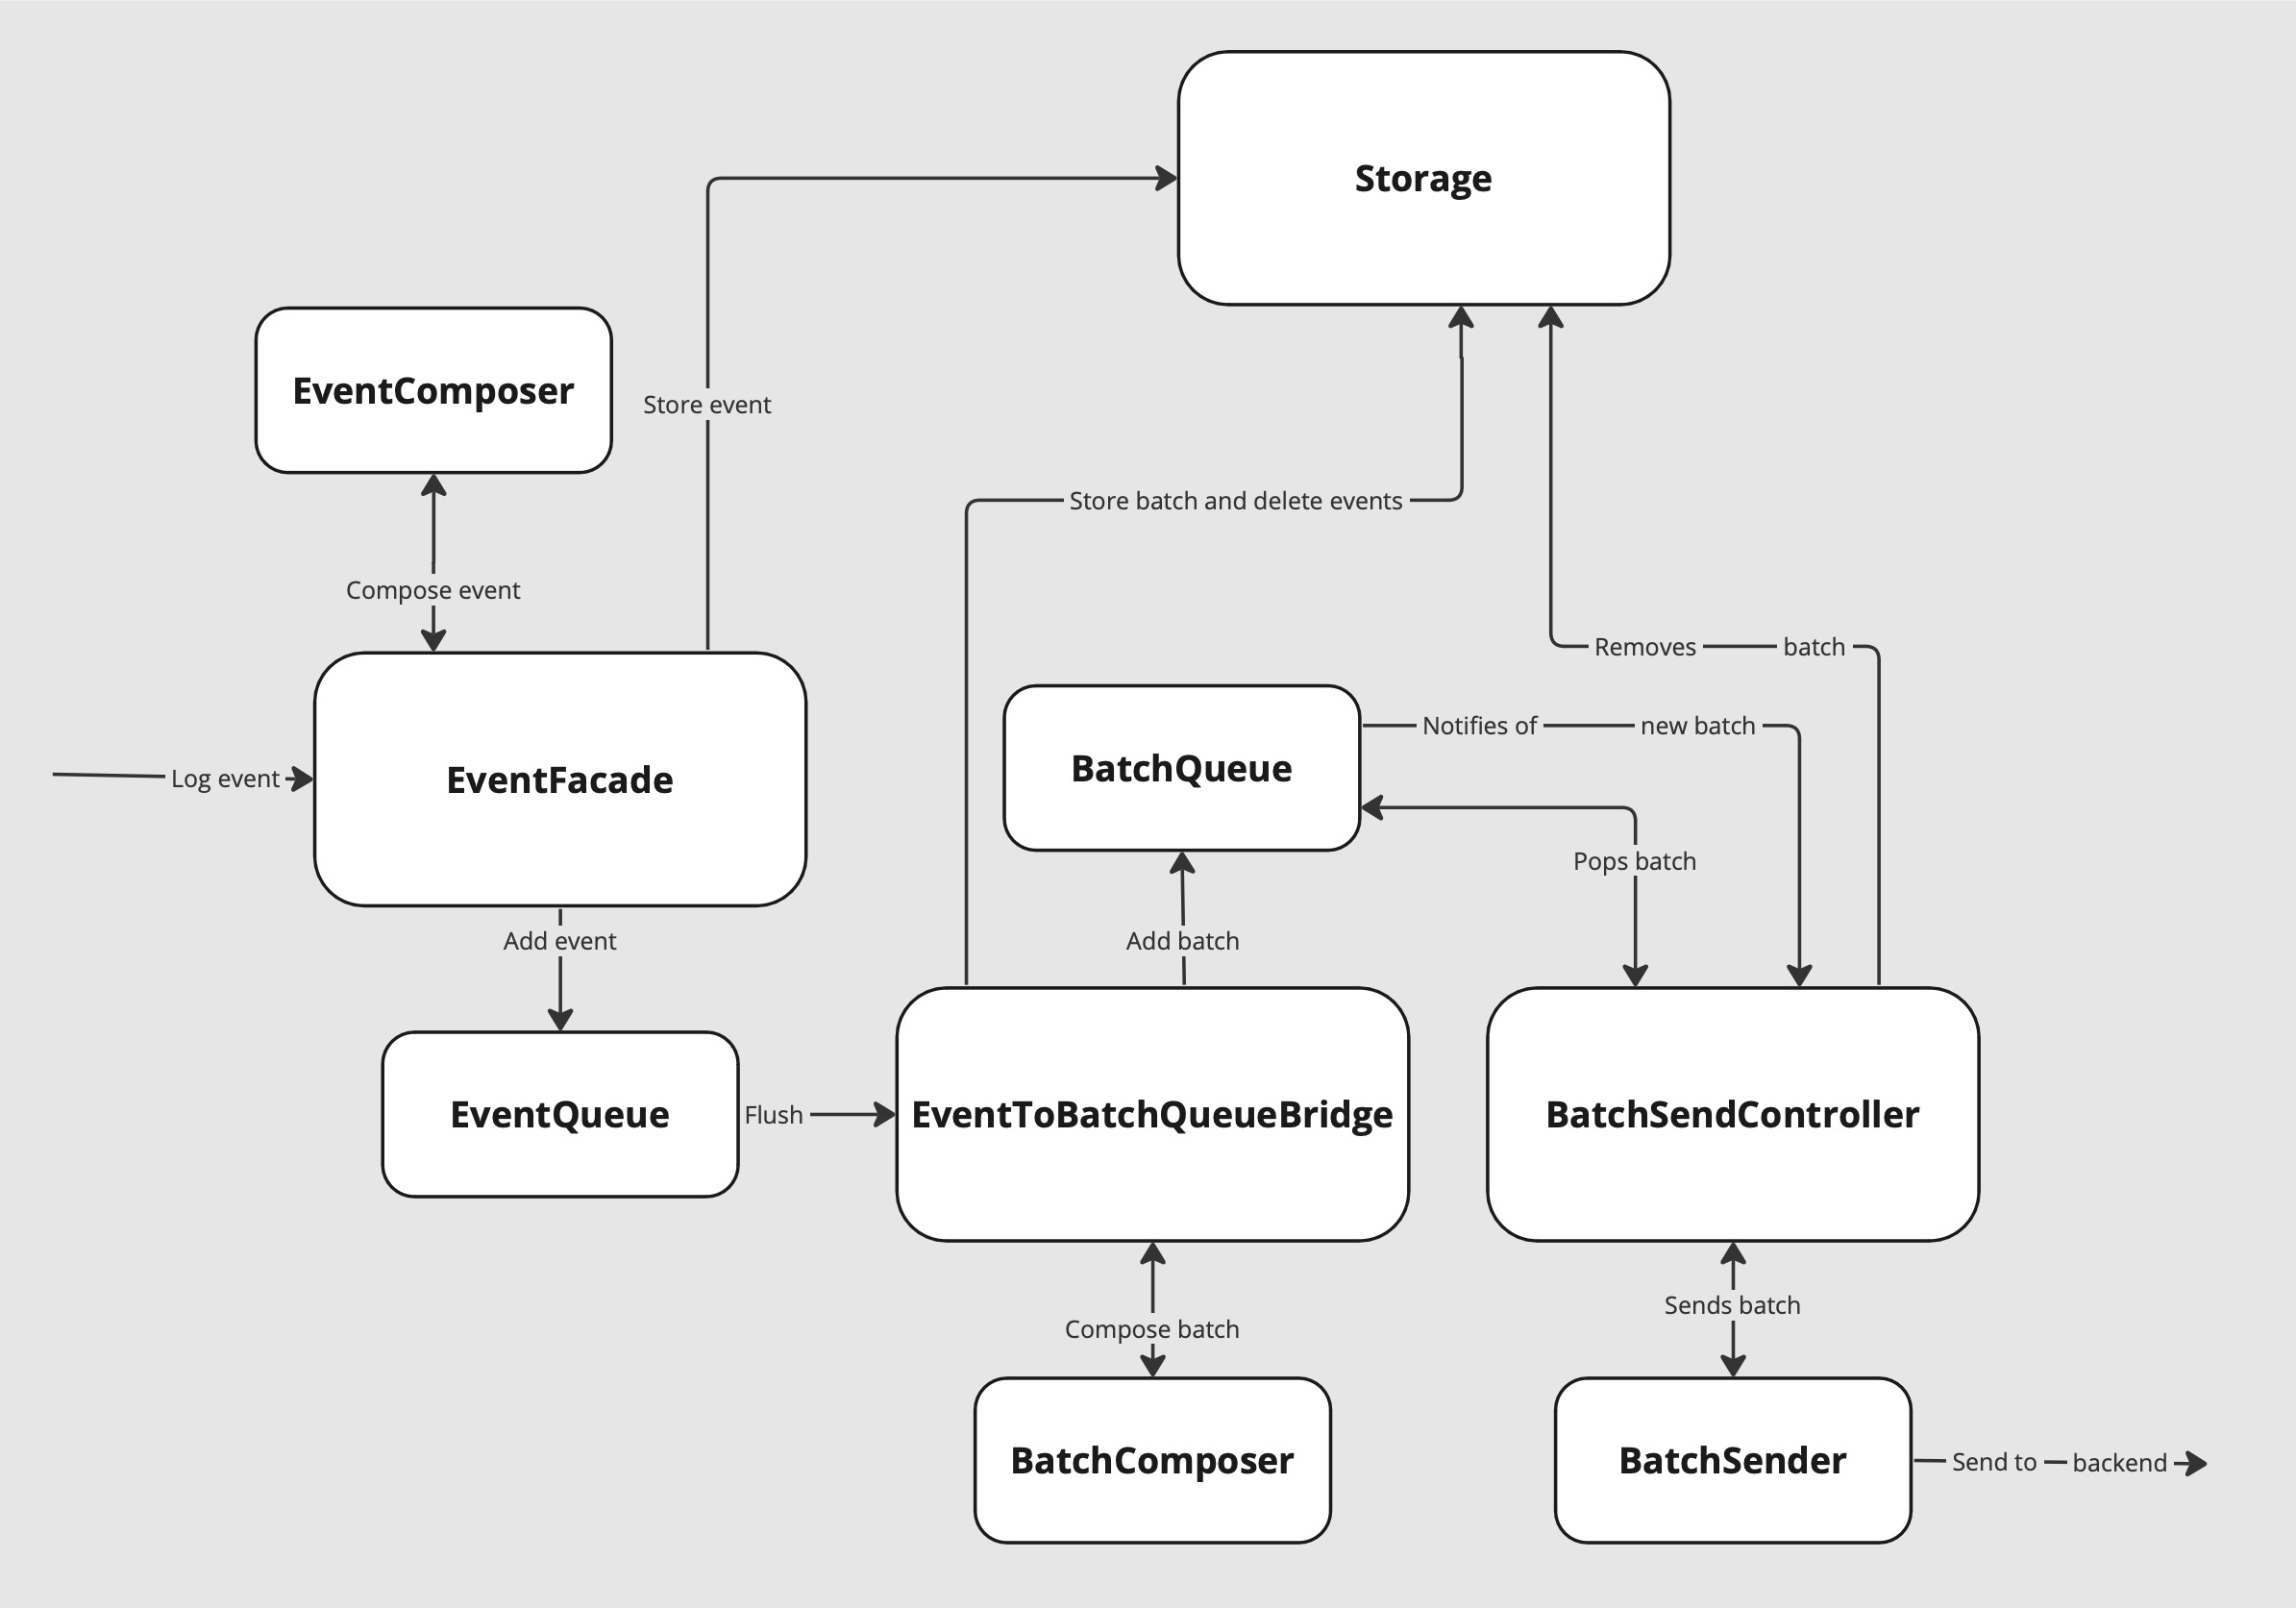 Storage
EventComposer
Store event
Store batch and delete events
Compose event
Removes batch
BatchQueue
Notifies of new batch
Log event
EventFacade
Pops batch
Add event
Add batch
EventQueue
Flush
EventToBatchQueueBridge
BatchSendController
Sends batch
Compose batch
BatchComposer
BatchSender
Send to backend